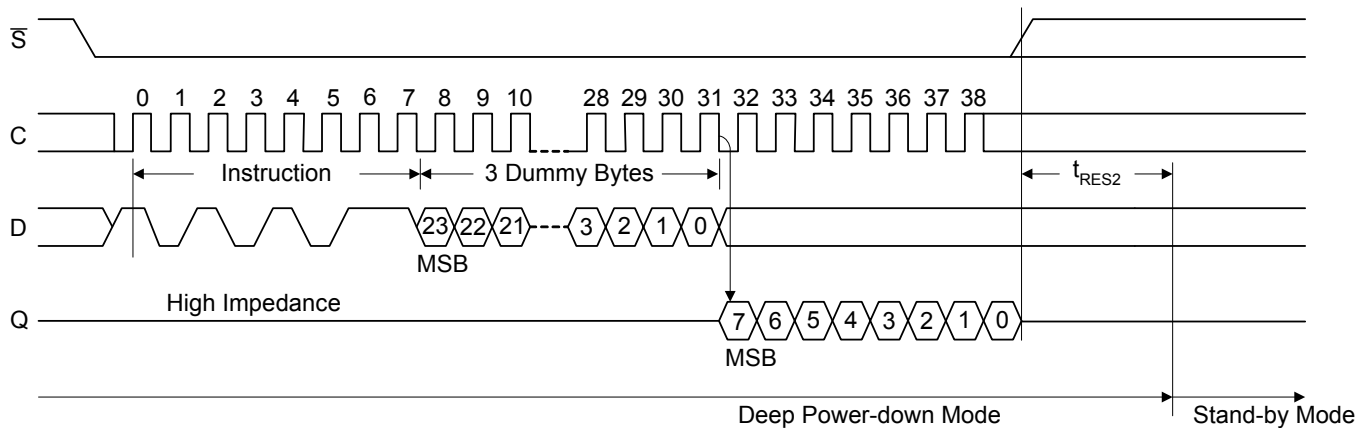 S
0 1 2 3 4 5 6 7 8 9 10 28 29 30 31 32 33 34 35 36 37 38
C
Instruction 3 Dummy Bytes tRES2
D 23 22 21 3 2 1 0
MSB
High Impedance
Q 7 6 5 4 3 2 1 0
MSB
Deep Power-down Mode Stand-by Mode